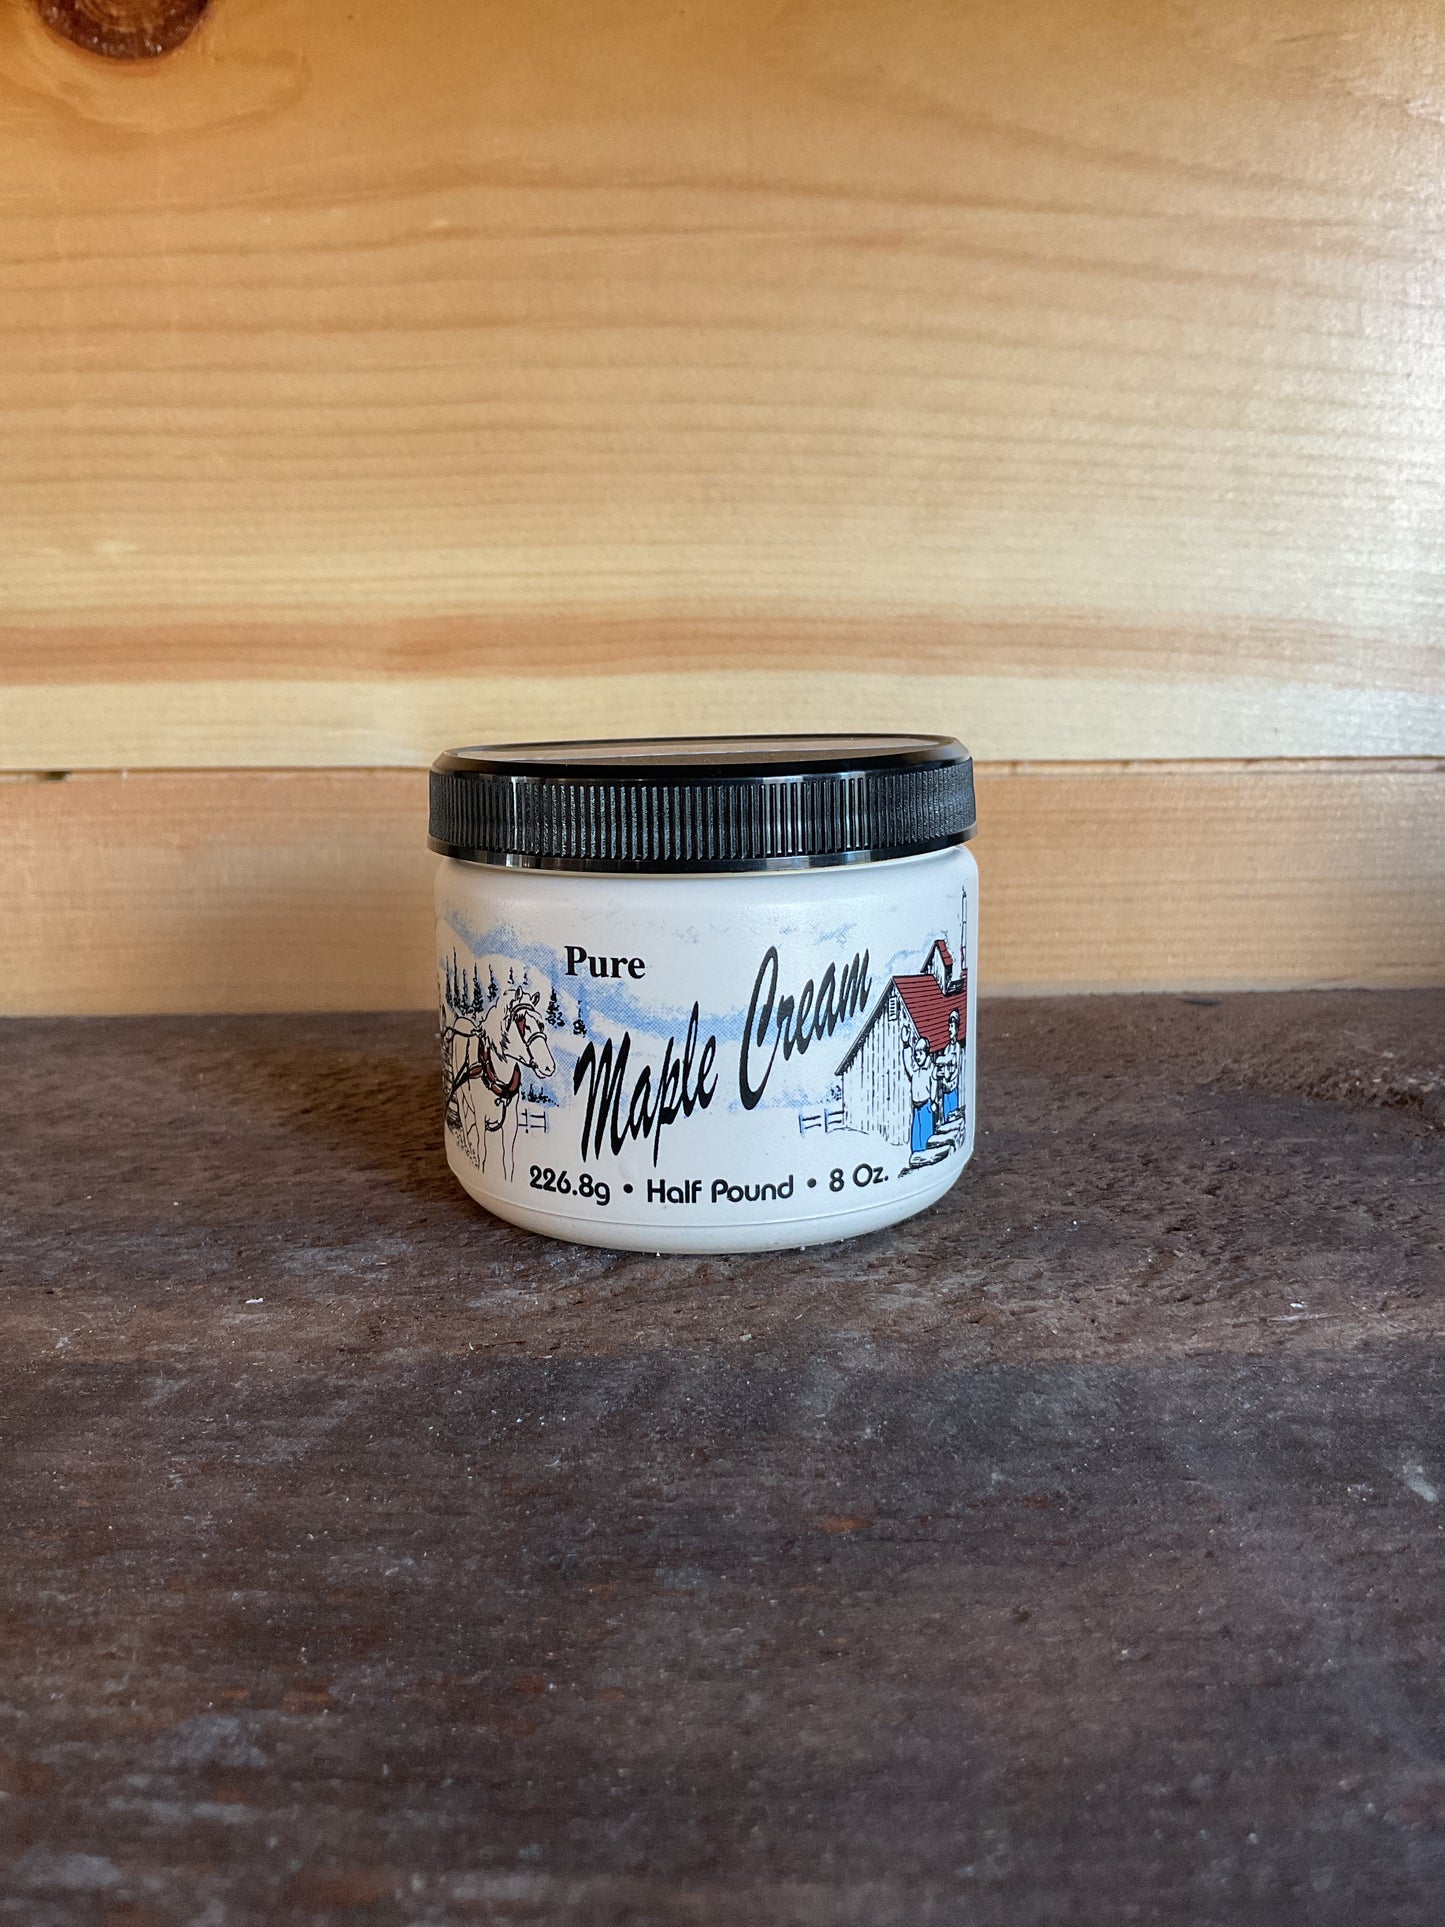 Pure
Maple Cream
226.8g • Half Pound • 8 Oz.